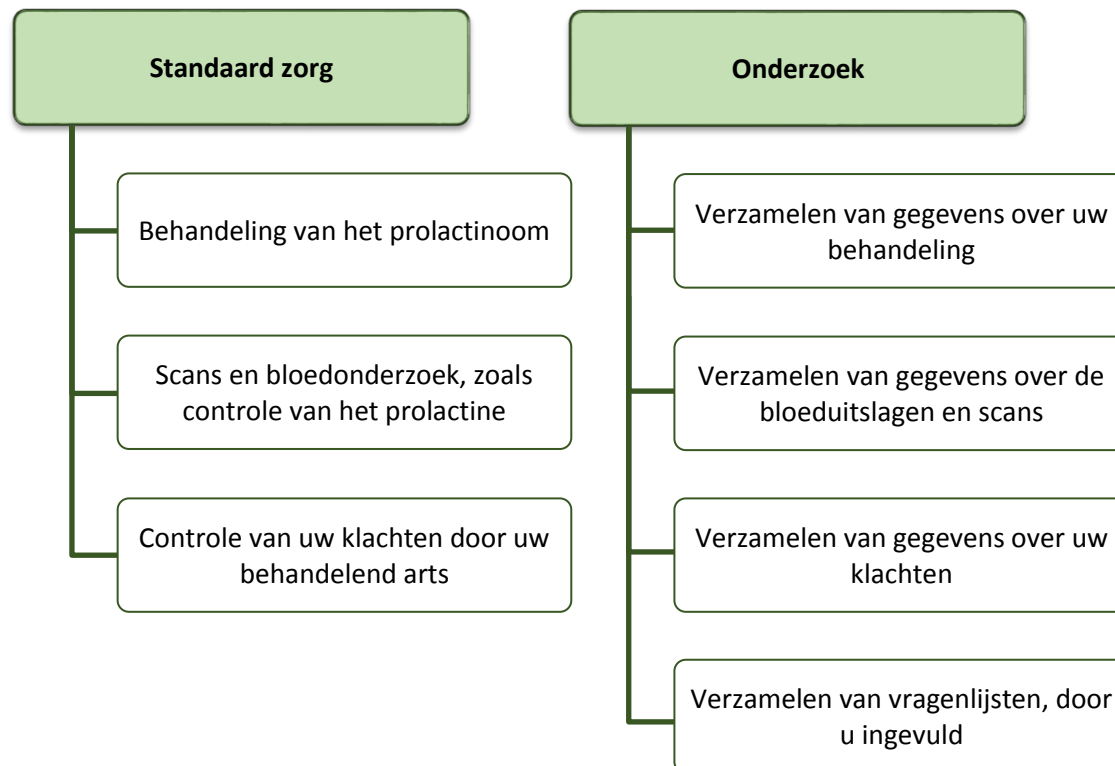 Standaard zorg
Behandeling van het prolactinoom
Scans en bloedonderzoek, zoals
controle van het prolactine
Controle van uw klachten door uw
behandelend arts
Onderzoek
Verzamelen van gegevens over uw
behandeling
Verzamelen van gegevens over de
bloeduitslagen en scans
Verzamelen van gegevens over uw
klachten
Verzamelen van vragenlijsten, door
u ingevuld